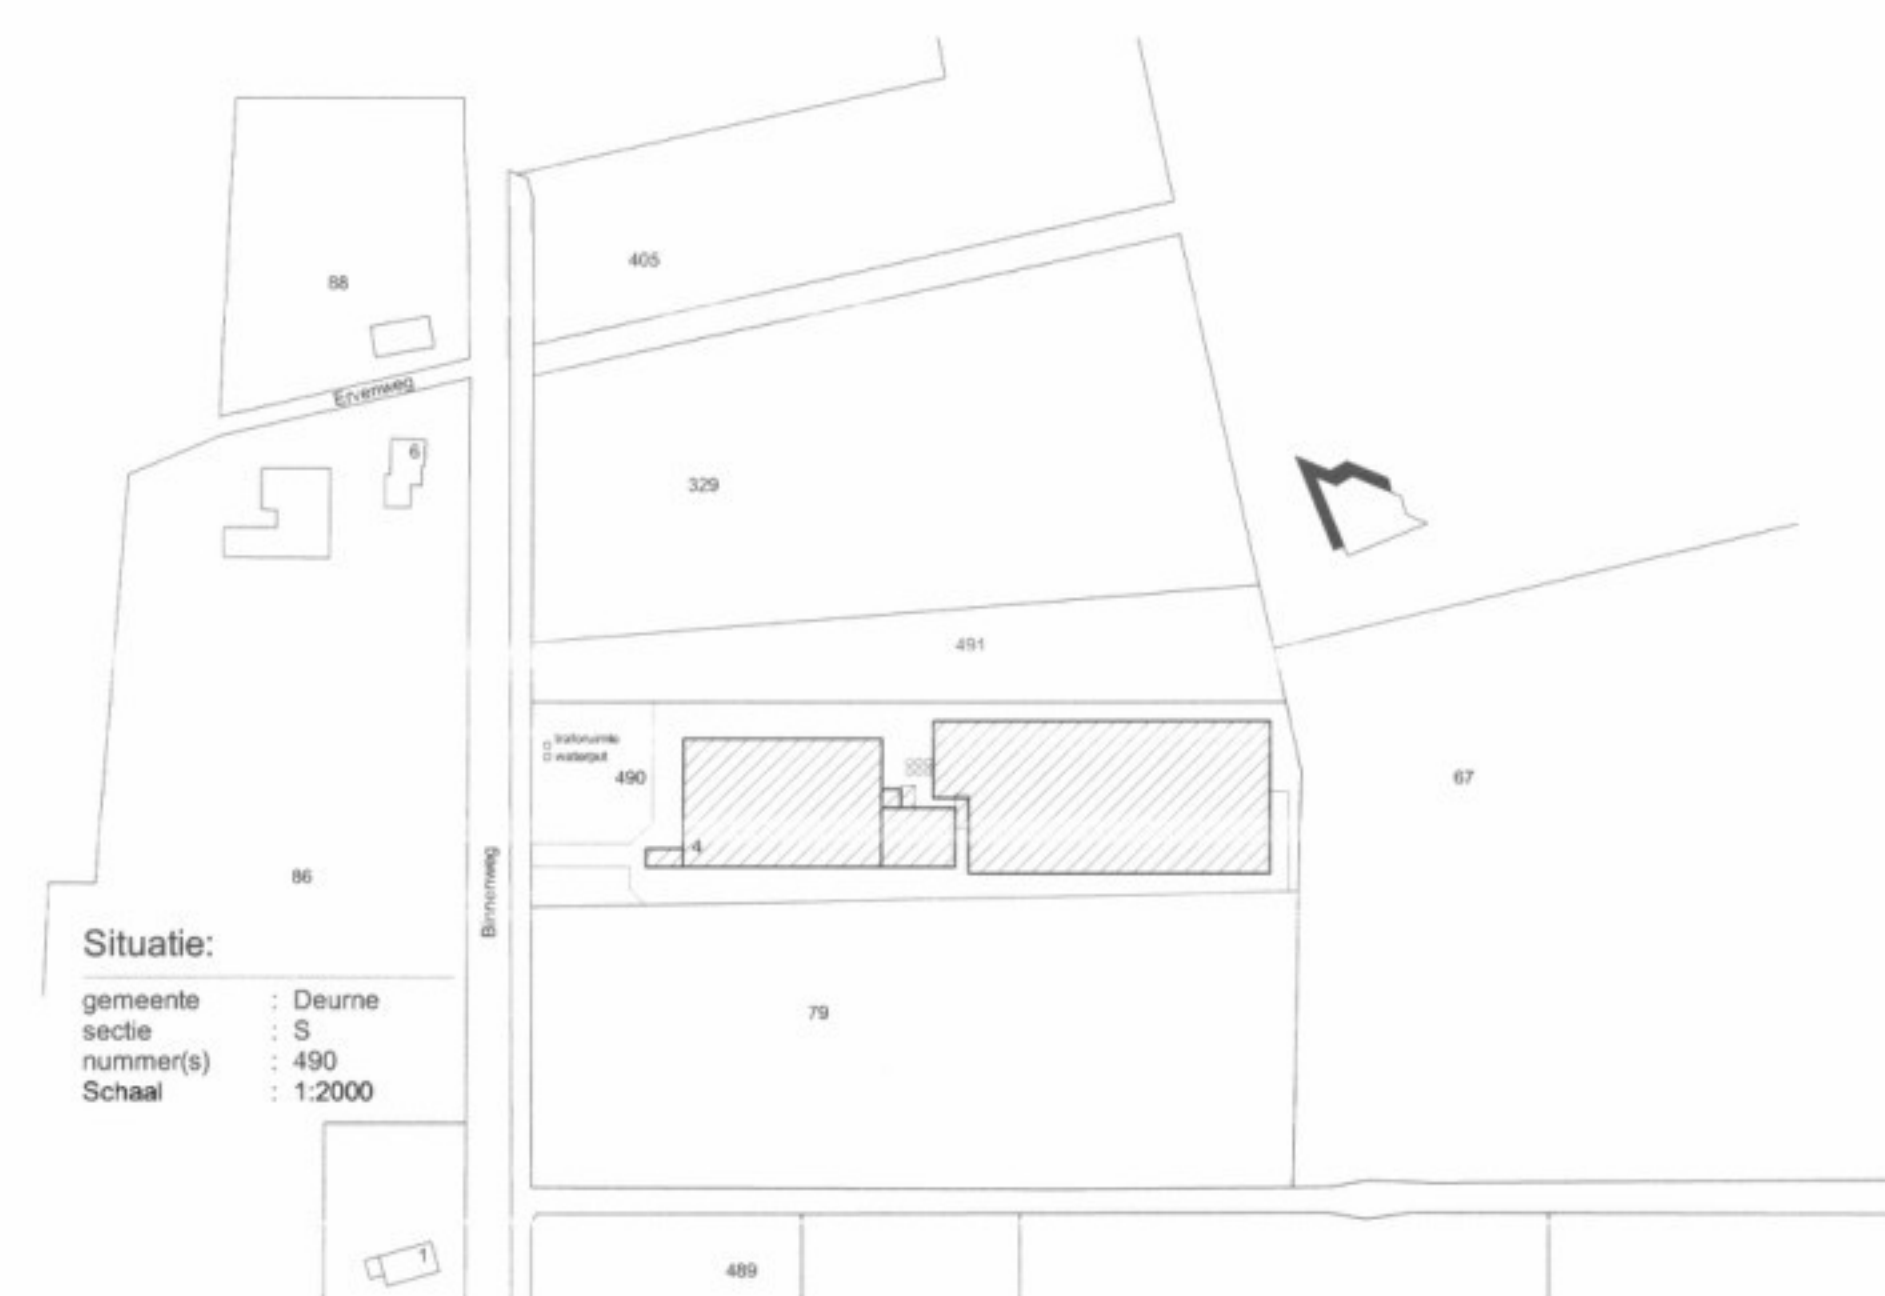 405
88
Ervenweg
6
329
491
traforuimte
waterput
490
67
4
Binnenweg
86
Situatie:
gemeente : Deurne
sectie : S
nummer(s) : 490
Schaal : 1:2000
79
1
489